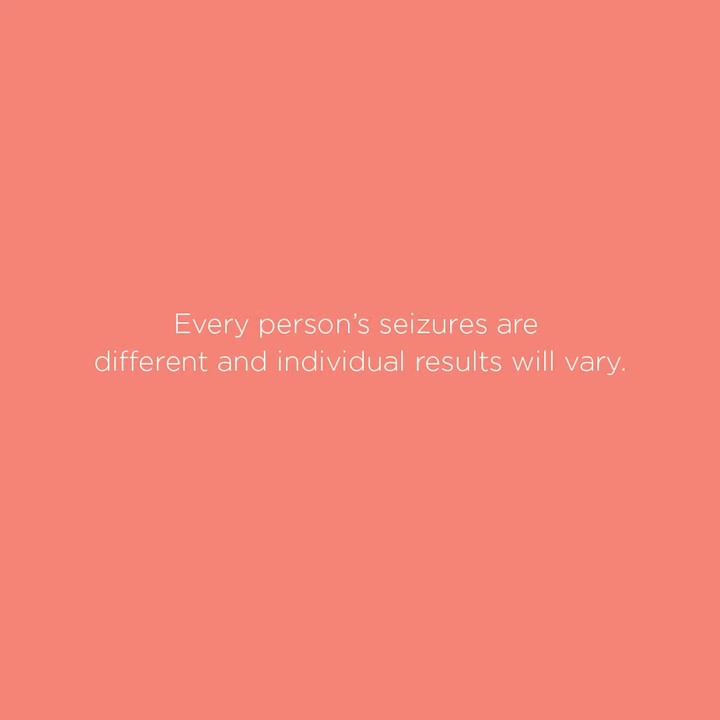 Every person’s seizures are
different and individual results will vary.